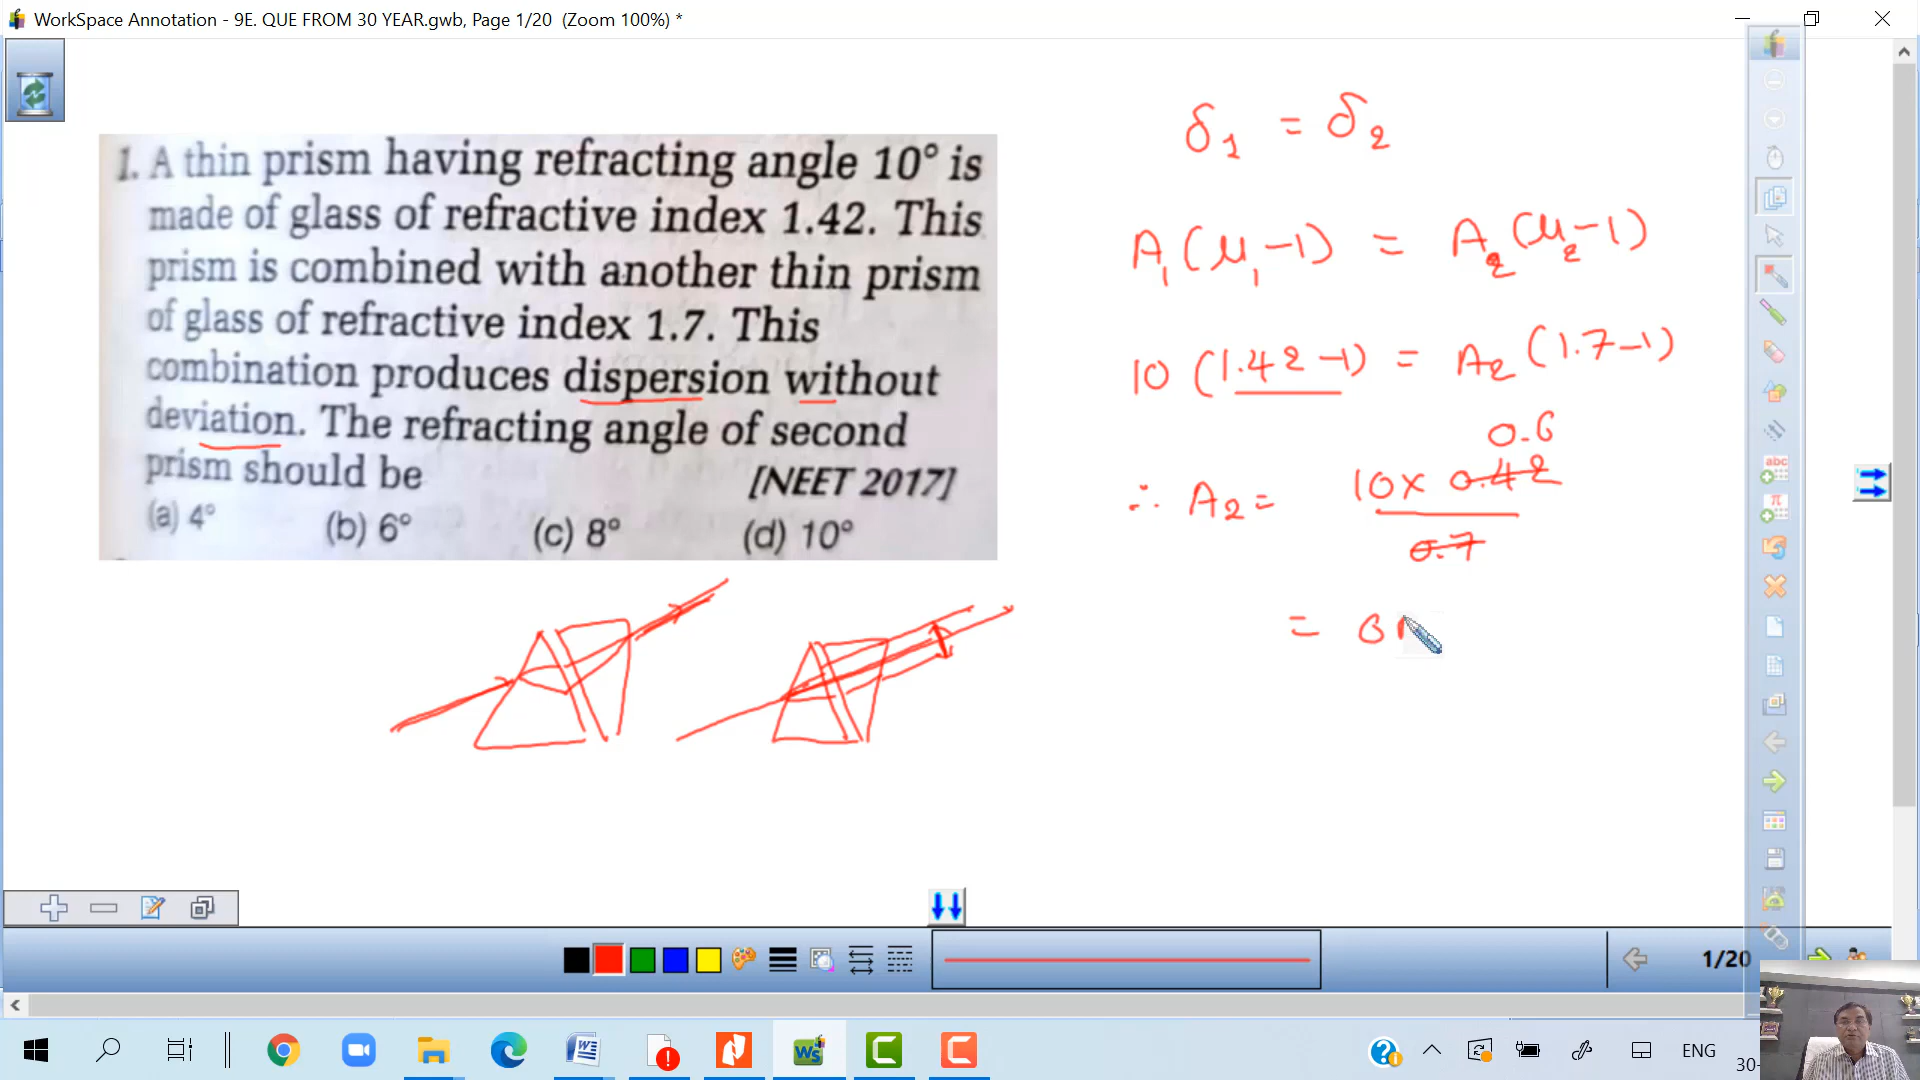 WorkSpace Annotation - 9E. QUE FROM 30 YEAR.gwb, Page 1/20 (Zoom 100%) *
1. A thin prism having refracting angle 10° is
made of glass of refractive index 1.42. This
prism is combined with another thin prism
of glass of refractive index 1.7. This
combination produces dispersion without
deviation. The refracting angle of second
prism should be [NEET 2017]
(a) 4° (b) 6° (c) 8° (d) 10°
δ1 = δ2
A1(μ1-1) = A2(μ2-1)
10 (1.42-1) = A2 (1.7-1)
0.6
∴ A2 = 10 x 0.42
0.7
=
abc
π
1/20
W
WS
C
C
ENG
30-